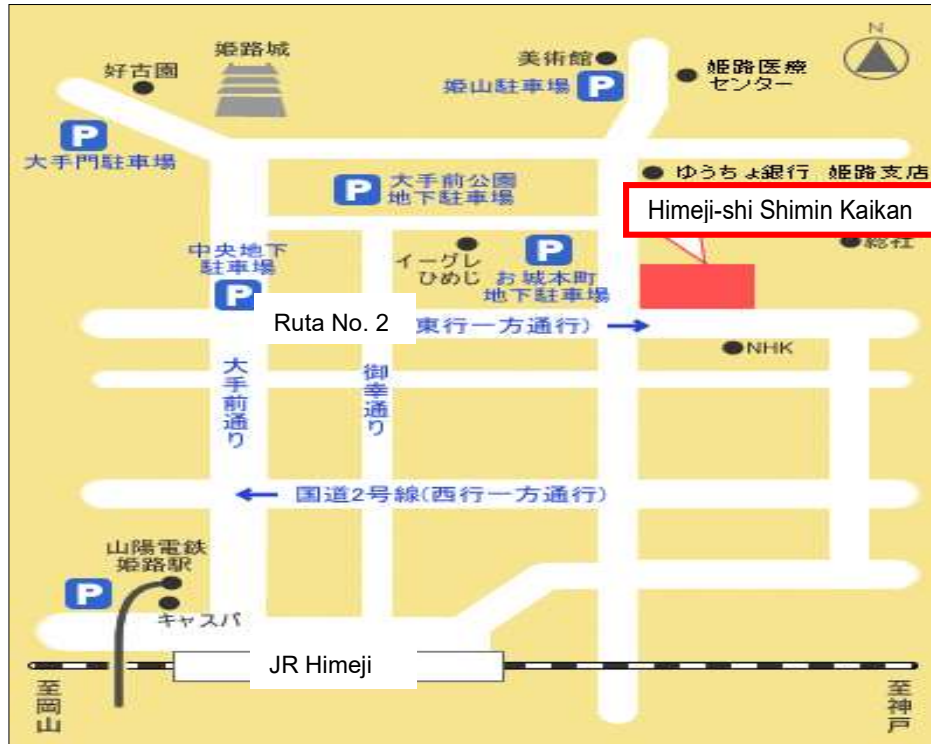 N
姫路城
好古園
P
大手門駐車場
美術館
姫山駐車場 P
姫路医療
センター
P
大手前公園
地下駐車場
ゆうちょ銀行 姫路支店
Himeji-shi Shimin Kaikan
総社
中央地下
駐車場
P
イーグレ
ひめじ
P
お城本町
地下駐車場
Ruta No. 2
東行一方通行) →
NHK
大手前通り
御幸通り
← 国道2号線(西行一方通行)
山陽電鉄
姫路駅
P
キャスパ
JR Himeji
至岡山
至神戸